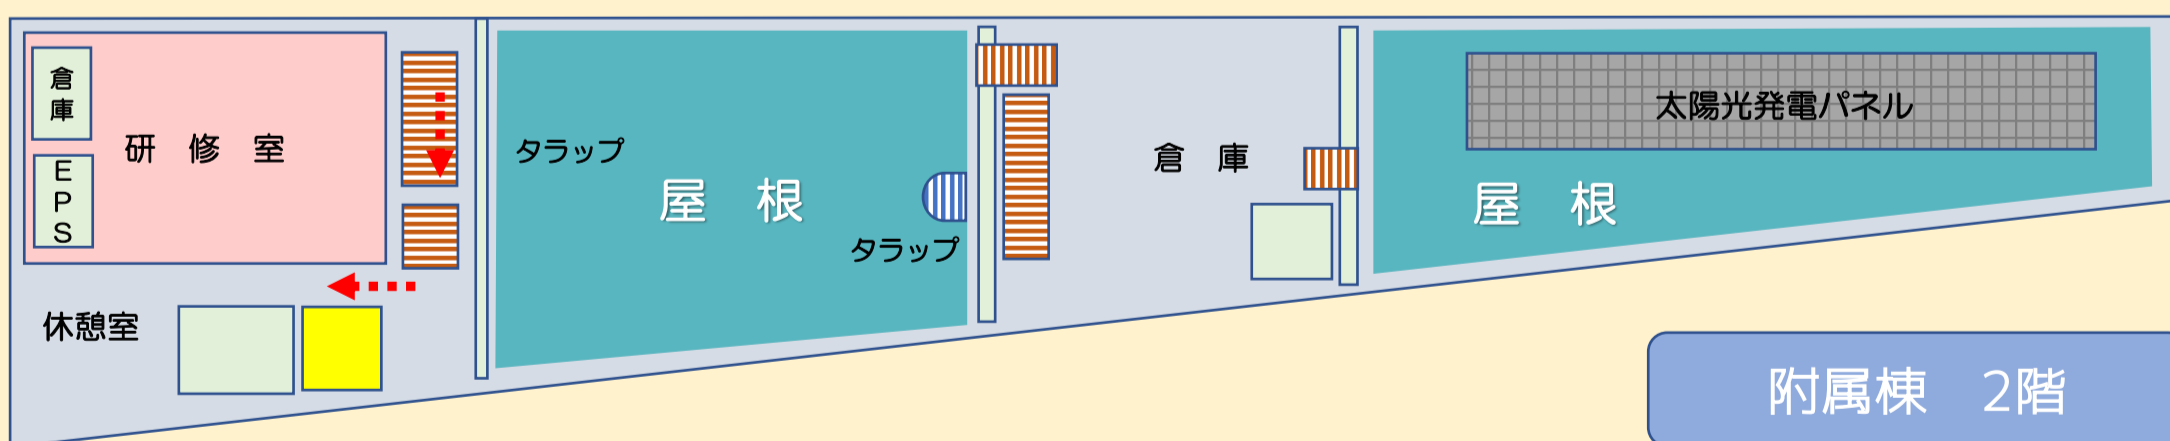 倉庫
研　修　室
EPS
休憩室
タラップ
屋　根
タラップ
倉　庫
太陽光発電パネル
屋　根
附属棟　2階